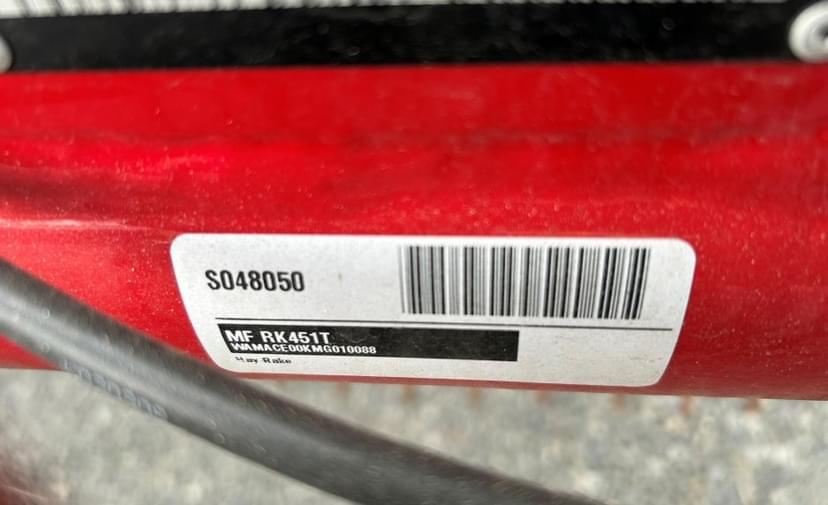 S048050
MF RK451T
WAMACE00KMG010088
Hay Rake